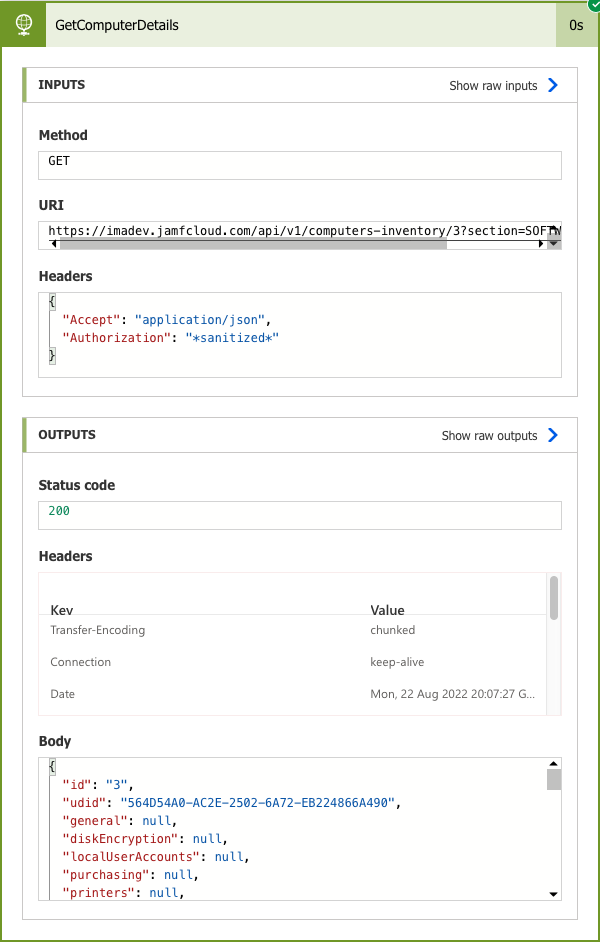 GetComputerDetails
0s
INPUTS
Show raw inputs
Method
GET
URI
https://imadev.jamfcloud.com/api/v1/computers-inventory/3?section=SOFTW
Headers
{
"Accept": "application/json",
"Authorization": "*sanitized*"
}
OUTPUTS
Show raw outputs
Status code
200
Headers
Key Value
Transfer-Encoding chunked
Connection keep-alive
Date Mon, 22 Aug 2022 20:07:27 G...
Body
{
"id": "3",
"udid": "564D54A0-AC2E-2502-6A72-EB224866A490",
"general": null,
"diskEncryption": null,
"localUserAccounts": null,
"purchasing": null,
"printers": null,